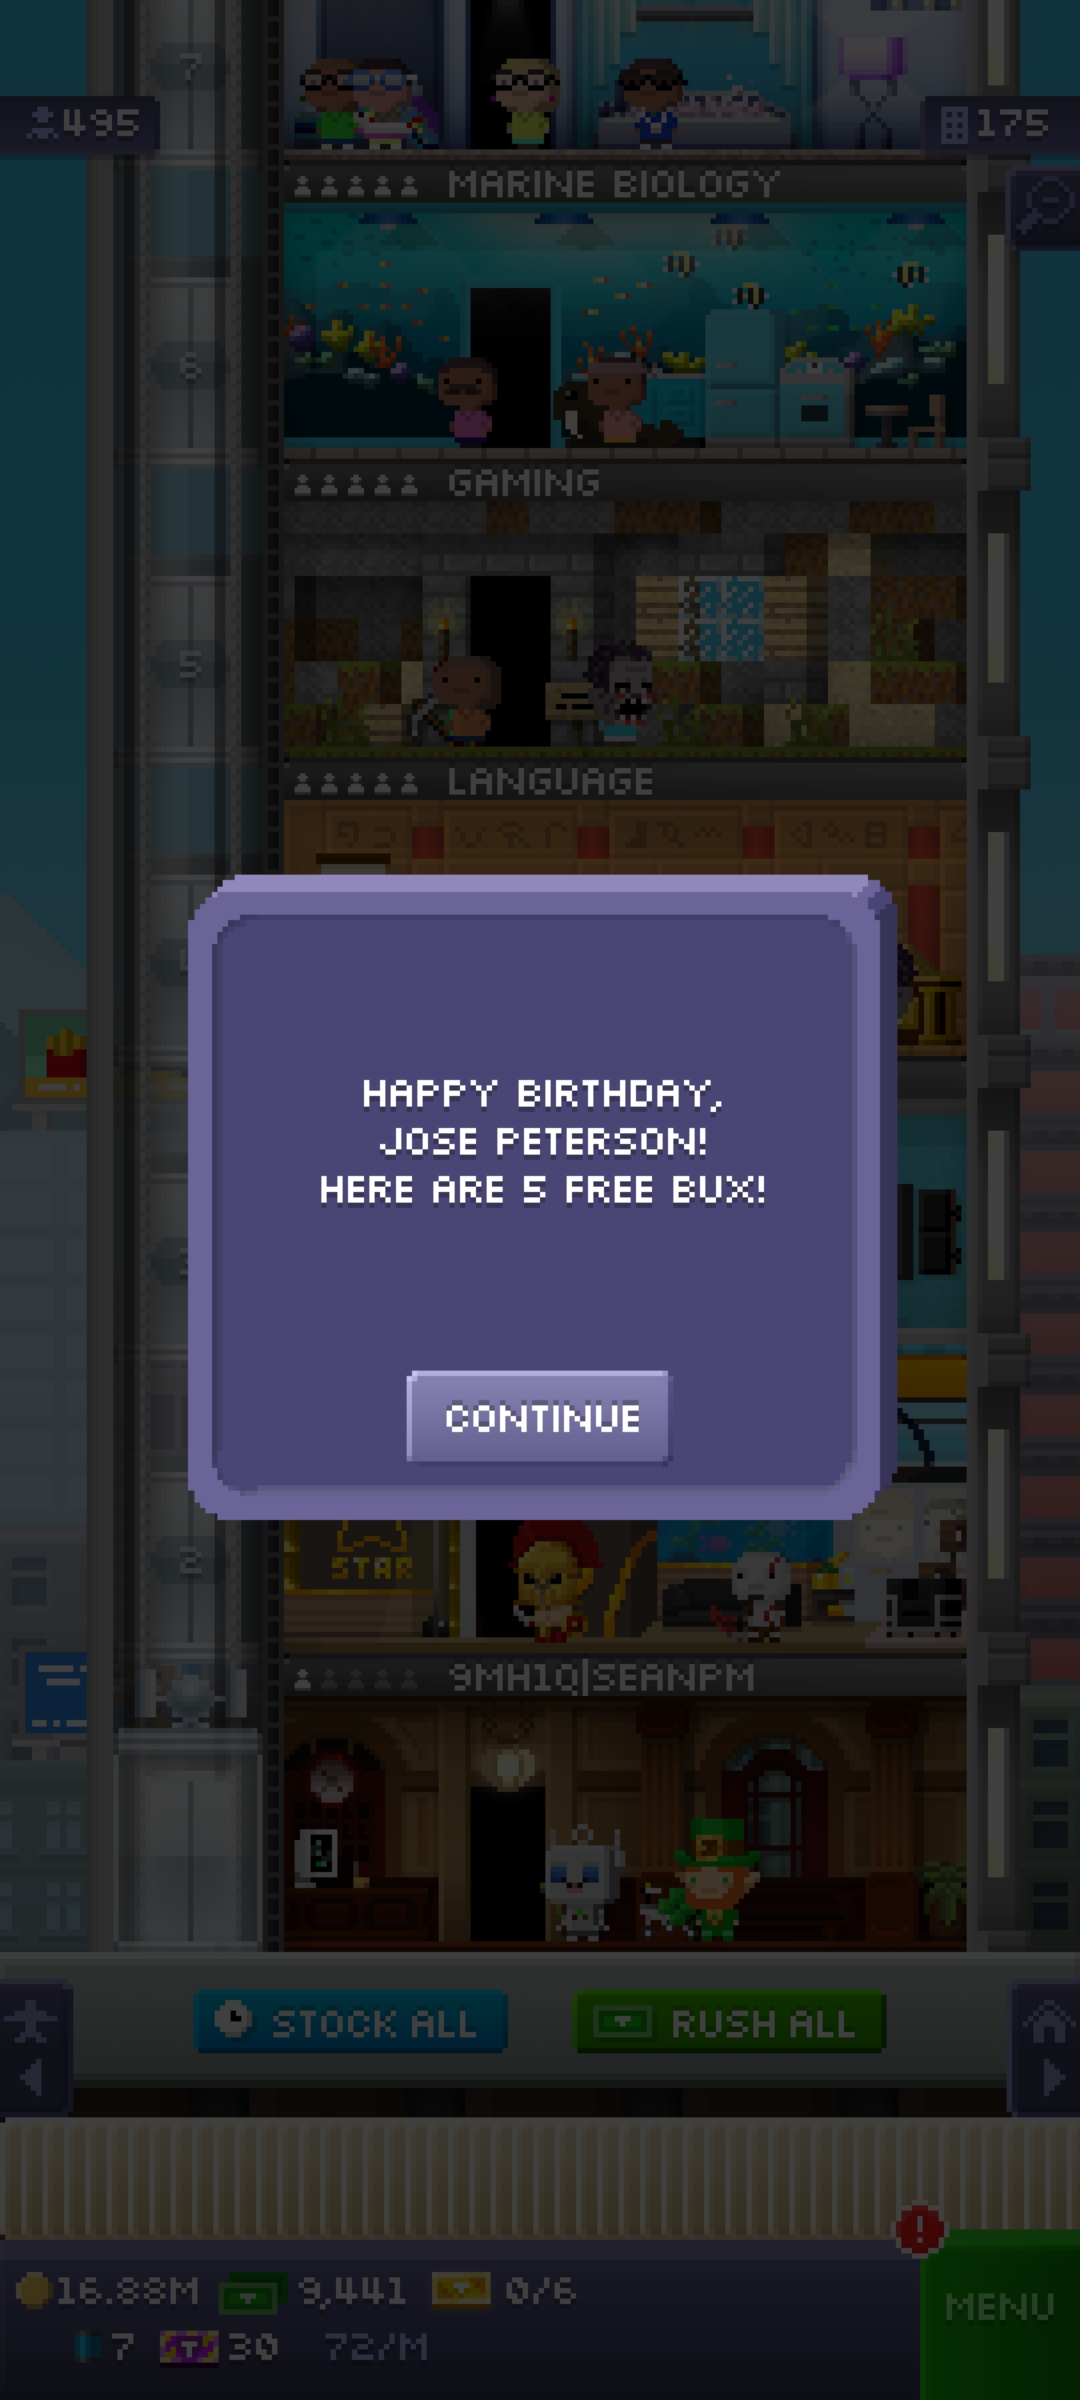 7
495
175
MARINE BIOLOGY
6
GAMING
5
LANGUAGE
HAPPY BIRTHDAY,
JOSE PETERSON!
HERE ARE 5 FREE BUX!
CONTINUE
STAR
2
9MH1Q|SEANPM
STOCK ALL
RUSH ALL
!
16.88M
9,441
0/6
7
30
72/M
MENU